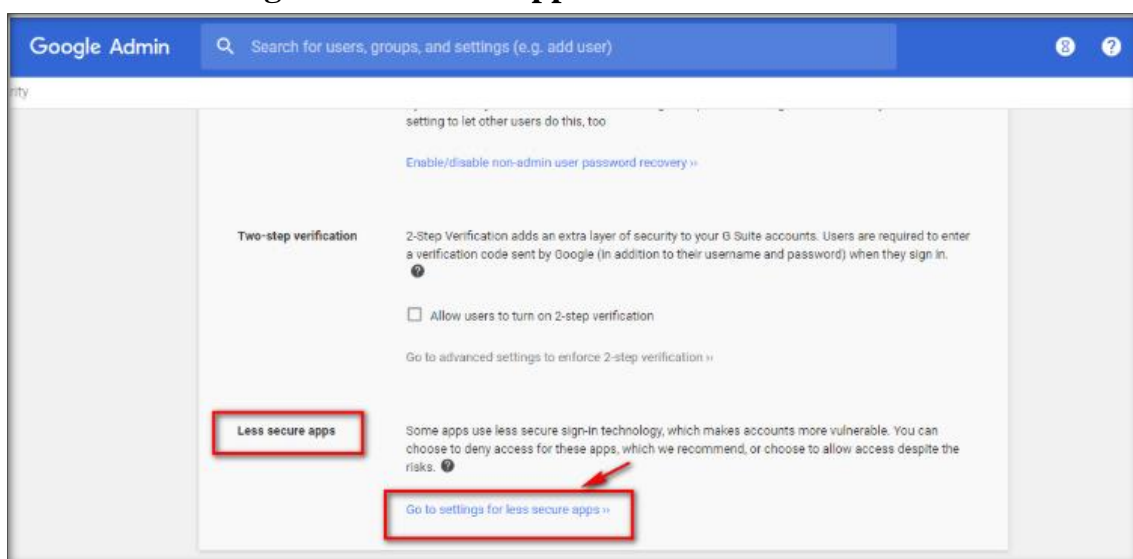 Google Admin
Search for users, groups, and settings (e.g. add user)
8
?
rity
setting to let other users do this, too
Enable/disable non-admin user password recovery »
Two-step verification
2-Step Verification adds an extra layer of security to your G Suite accounts. Users are required to enter
a verification code sent by Google (in addition to their username and password) when they sign in.
?
Allow users to turn on 2-step verification
Go to advanced settings to enforce 2-step verification »
Less secure apps
Some apps use less secure sign-in technology, which makes accounts more vulnerable. You can
choose to deny access for these apps, which we recommend, or choose to allow access despite the
risks. ?
Go to settings for less secure apps »